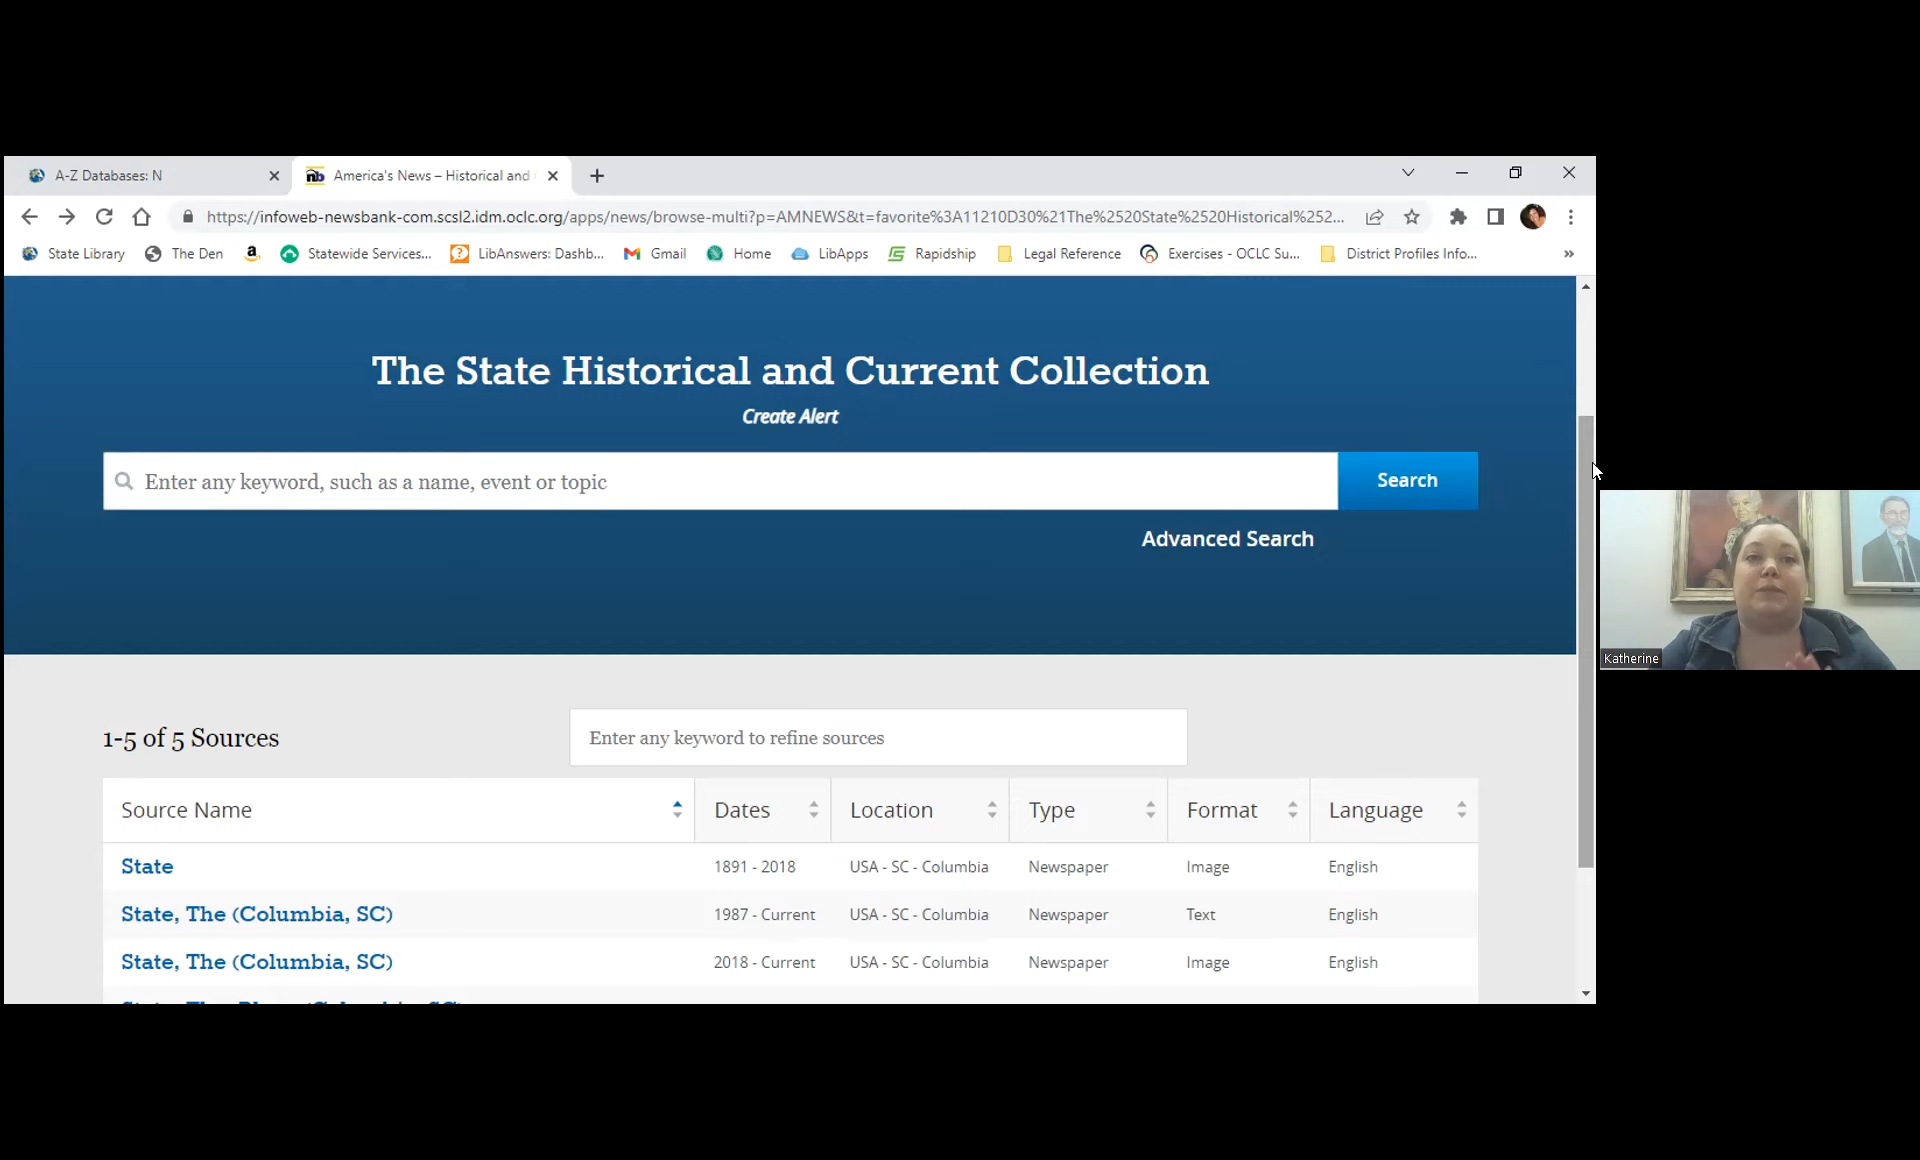 A-Z Databases: N
America's News – Historical and
https://infoweb-newsbank-com.scsl2.idm.oclc.org/apps/news/browse-multi?p=AMNEWS&t=favorite%3A11210D30%21The%2520State%2520Historical%252...
State Library
The Den
Statewide Services...
LibAnswers: Dashb...
Gmail
Home
LibApps
Rapidship
Legal Reference
Exercises - OCLC Su...
District Profiles Info...
The State Historical and Current Collection
Create Alert
Enter any keyword, such as a name, event or topic
Search
Advanced Search
Katherine
1-5 of 5 Sources
Enter any keyword to refine sources
Source Name Dates Location Type Format Language
State 1891 - 2018 USA - SC - Columbia Newspaper Image English
State, The (Columbia, SC) 1987 - Current USA - SC - Columbia Newspaper Text English
State, The (Columbia, SC) 2018 - Current USA - SC - Columbia Newspaper Image English